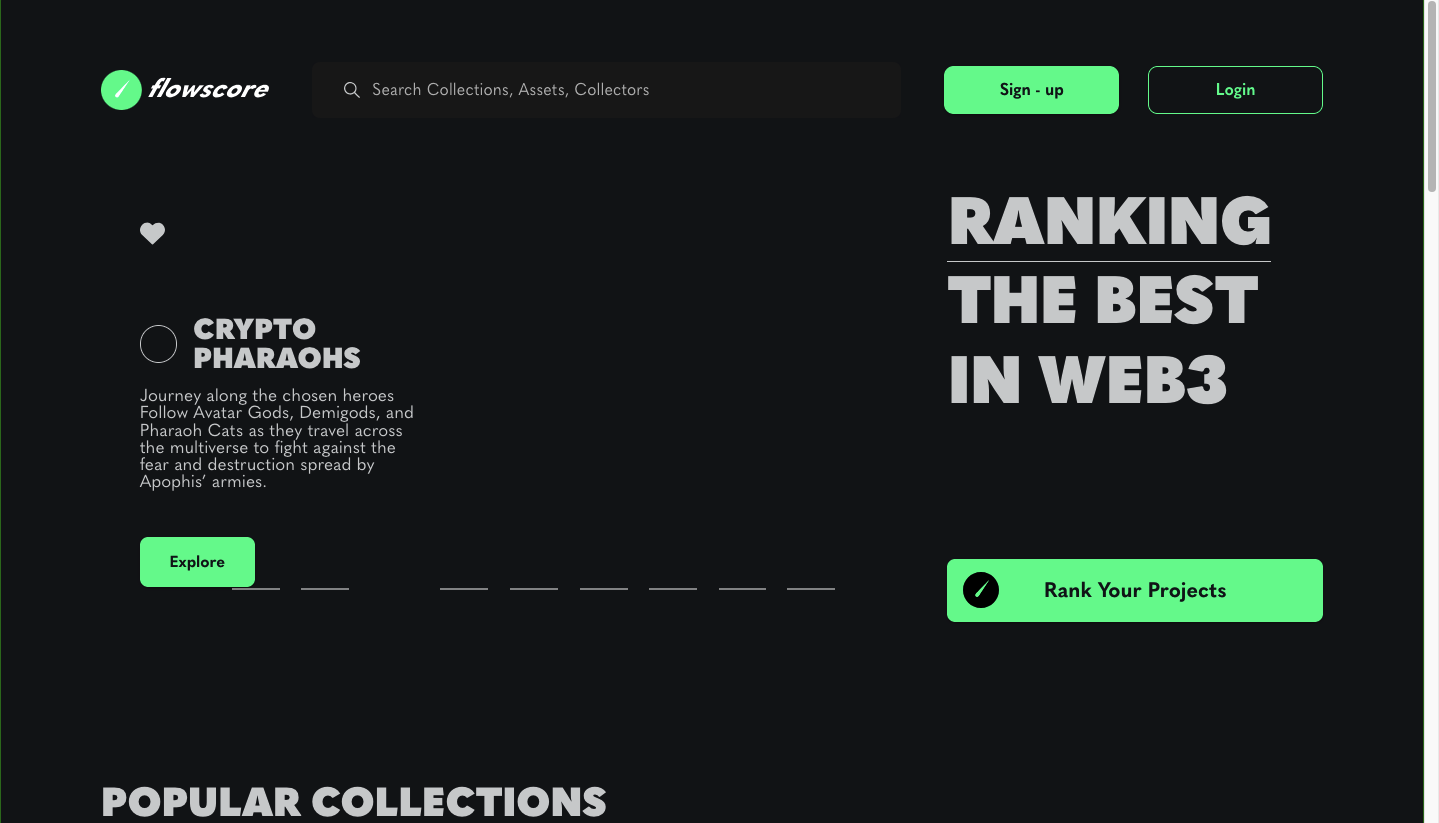 flowscore
Search Collections, Assets, Collectors
Sign - up
Login
CRYPTO
PHARAOHS
Journey along the chosen heroes
Follow Avatar Gods, Demigods, and
Pharaoh Cats as they travel across
the multiverse to fight against the
fear and destruction spread by
Apophis’ armies.
Explore
RANKING
THE BEST
IN WEB3
Rank Your Projects
POPULAR COLLECTIONS